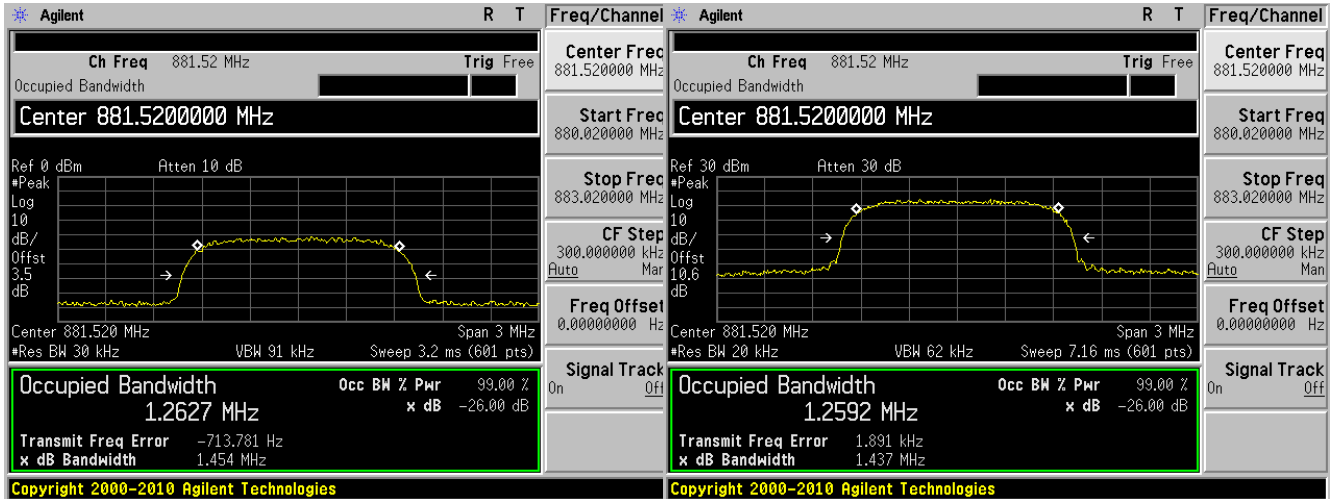 Agilent R T Freq/Channel
Ch Freq 881.52 MHz Trig Free
Occupied Bandwidth
Center 881.5200000 MHz
Ref 0 dBm Atten 10 dB
#Peak
Log
10
dB/
Offst
3.5
dB
Center 881.520 MHz Span 3 MHz
#Res BW 30 kHz VBW 91 kHz Sweep 3.2 ms (601 pts)
Occupied Bandwidth Occ BW % Pwr 99.00 %
1.2627 MHz x dB -26.00 dB
Transmit Freq Error -713.781 Hz
x dB Bandwidth 1.454 MHz
Copyright 2000-2010 Agilent Technologies
Center Freq
881.520000 MHz
Start Freq
880.020000 MHz
Stop Freq
883.020000 MHz
CF Step
300.000000 kHz
Auto Man
Freq Offset
0.00000000 Hz
Signal Track
On Off
Agilent R T Freq/Channel
Ch Freq 881.52 MHz Trig Free
Occupied Bandwidth
Center 881.5200000 MHz
Ref 30 dBm Atten 30 dB
#Peak
Log
10
dB/
Offst
10.6
dB
Center 881.520 MHz Span 3 MHz
#Res BW 20 kHz VBW 62 kHz Sweep 7.16 ms (601 pts)
Occupied Bandwidth Occ BW % Pwr 99.00 %
1.2592 MHz x dB -26.00 dB
Transmit Freq Error 1.891 kHz
x dB Bandwidth 1.437 MHz
Copyright 2000-2010 Agilent Technologies
Center Freq
881.520000 MHz
Start Freq
880.020000 MHz
Stop Freq
883.020000 MHz
CF Step
300.000000 kHz
Auto Man
Freq Offset
0.00000000 Hz
Signal Track
On Off